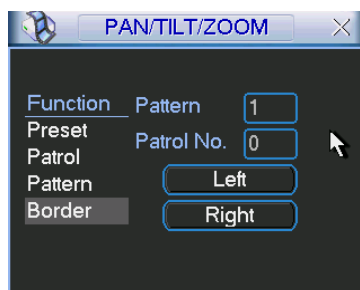 PAN/TILT/ZOOM
Function Pattern 1
Preset
Patrol No. 0
Patrol
Pattern Left
Border Right